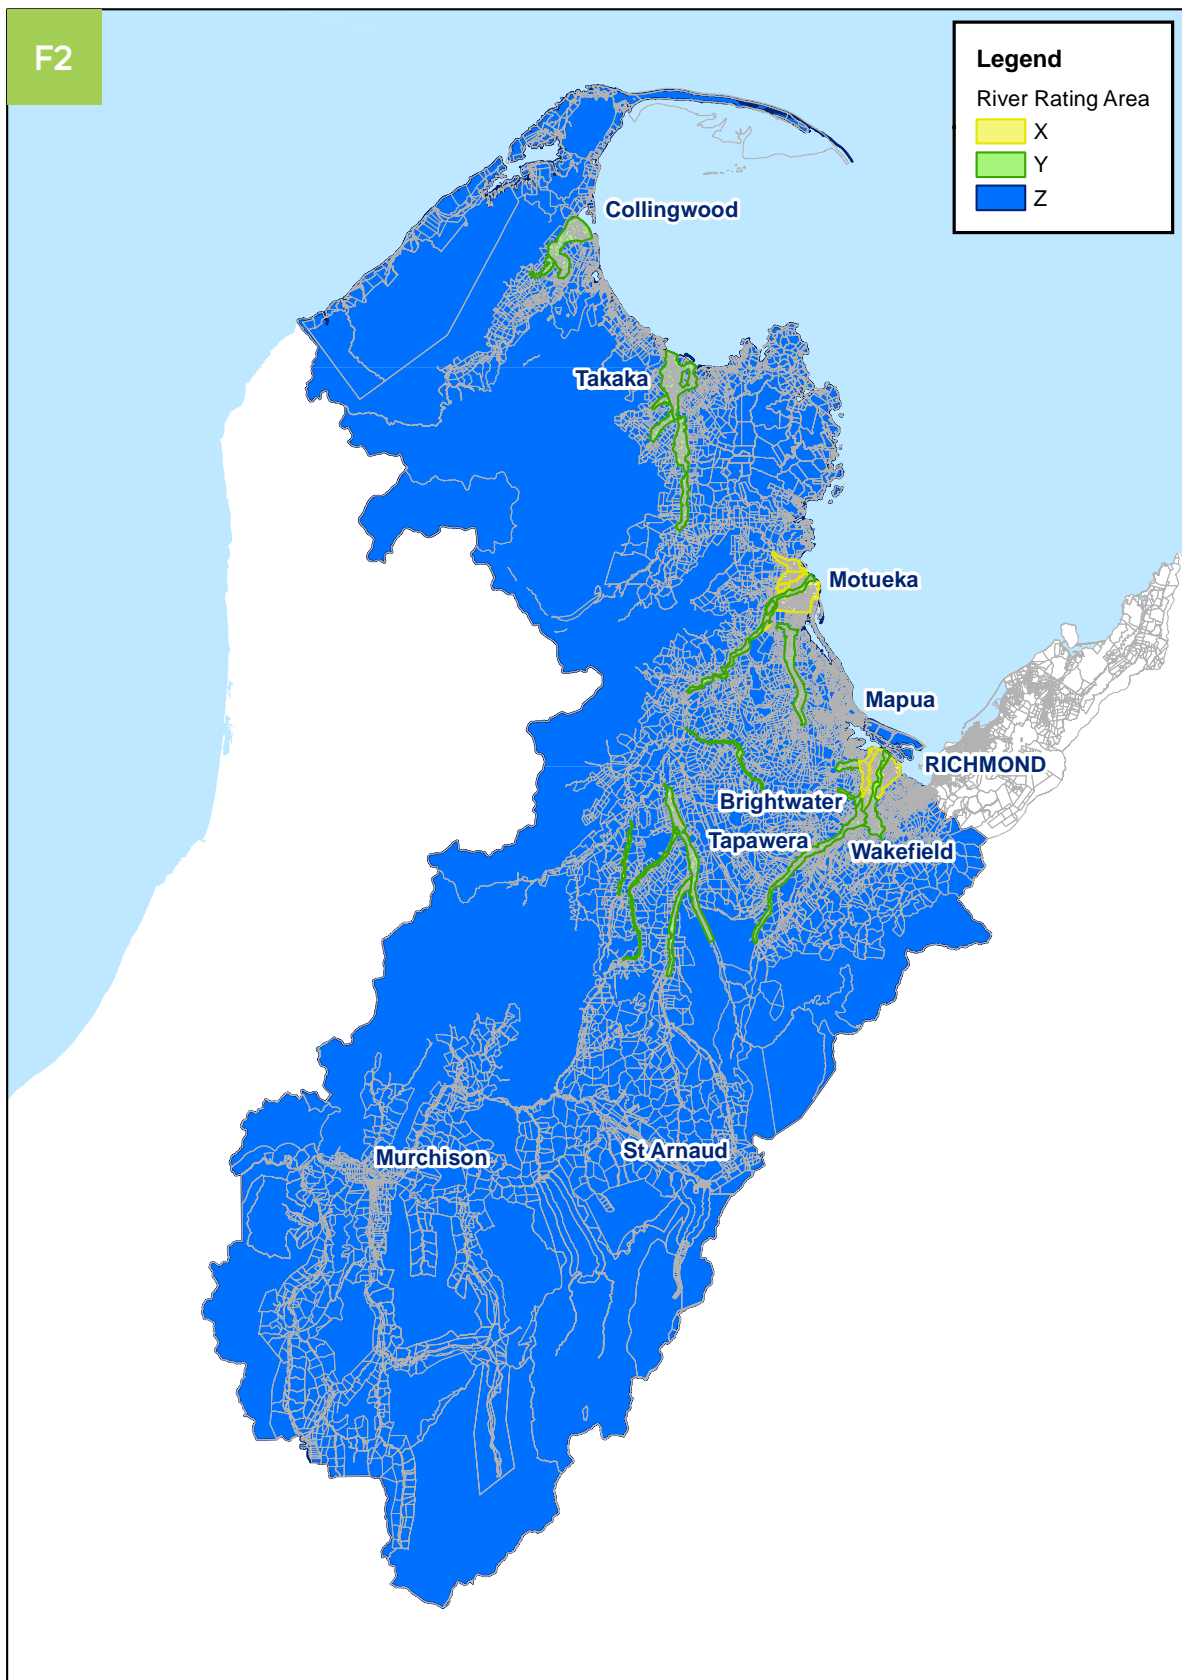 F2
Legend
River Rating Area
X
Y
Z
Collingwood
Takaka
Motueka
Mapua
RICHMOND
Brightwater
Tapawera
Wakefield
Murchison
St Arnaud